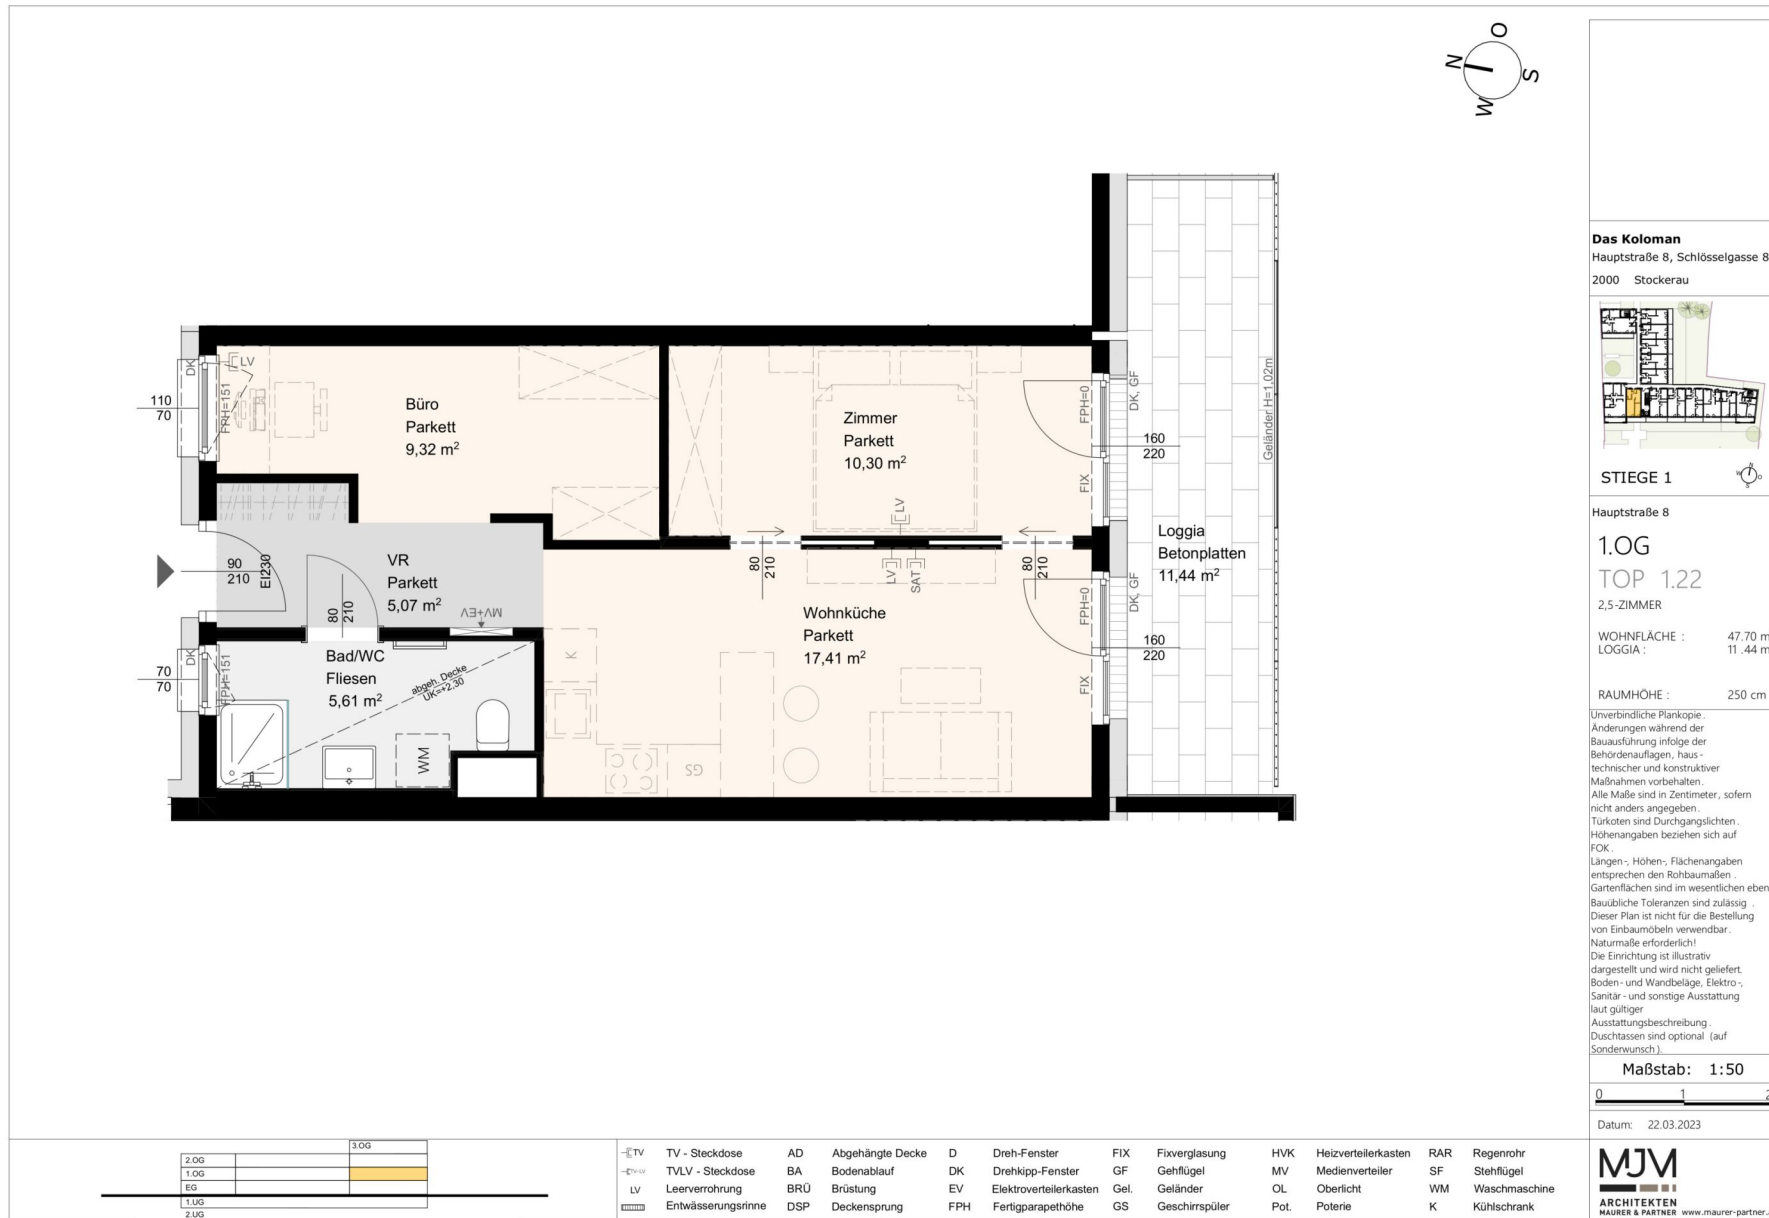 N
O
S
W
DK
LV
FPH=151
110
70
Büro
Parkett
9,32 m²
Zimmer
Parkett
10,30 m²
LV
FPH=0
DK, GF
160
220
FIX
Geländer H=1.02m
Loggia
Betonplatten
11,44 m²
90
210
EI230
VR
Parkett
5,07 m²
80
210
MV+EV
80
210
LV
SAT
80
210
Wohnküche
Parkett
17,41 m²
FPH=0
DK, GF
160
220
FIX
DK
FPH=151
70
70
Bad/WC
Fliesen
5,61 m²
abgeh. Decke
UK=+2,30
WM
K
GS
Das Koloman
Hauptstraße 8, Schlösselgasse 8
2000 Stockerau
STIEGE 1
N
W
O
S
Hauptstraße 8
1.OG
TOP 1.22
2,5-ZIMMER
WOHNFLÄCHE : 47.70 m
LOGGIA : 11 .44 m
RAUMHÖHE : 250 cm
Unverbindliche Plankopie .
Änderungen während der
Bauausführung infolge der
Behördenauflagen, haus -
technischer und konstruktiver
Maßnahmen vorbehalten .
Alle Maße sind in Zentimeter , sofern
nicht anders angegeben .
Türkoten sind Durchgangslichten .
Höhenangaben beziehen sich auf
FOK .
Längen -, Höhen-, Flächenangaben
entsprechen den Rohbaumaßen .
Gartenflächen sind im wesentlichen eben
Bauübliche Toleranzen sind zulässig .
Dieser Plan ist nicht für die Bestellung
von Einbaumöbeln verwendbar .
Naturmaße erforderlich!
Die Einrichtung ist illustrativ
dargestellt und wird nicht geliefert.
Boden - und Wandbeläge, Elektro -,
Sanitär - und sonstige Ausstattung
laut gültiger
Ausstattungsbeschreibung .
Duschtassen sind optional (auf
Sonderwunsch ).
Maßstab: 1:50
0 1 2
Datum: 22.03.2023
MJM
ARCHITEKTEN
MAURER & PARTNER www.maurer-partner.
3.OG
2.OG
1.OG
EG
1.UG
2.UG
TV TV - Steckdose AD Abgehängte Decke D Dreh-Fenster FIX Fixverglasung HVK Heizverteilerkasten RAR Regenrohr
TV-LV TVLV - Steckdose BA Bodenablauf DK Drehkipp-Fenster GF Gehflügel MV Medienverteiler SF Stehflügel
LV Leerverrohrung BRÜ Brüstung EV Elektroverteilerkasten Gel. Geländer OL Oberlicht WM Waschmaschine
Entwässerungsrinne DSP Deckensprung FPH Fertigparapethöhe GS Geschirrspüler Pot. Poterie K Kühlschrank